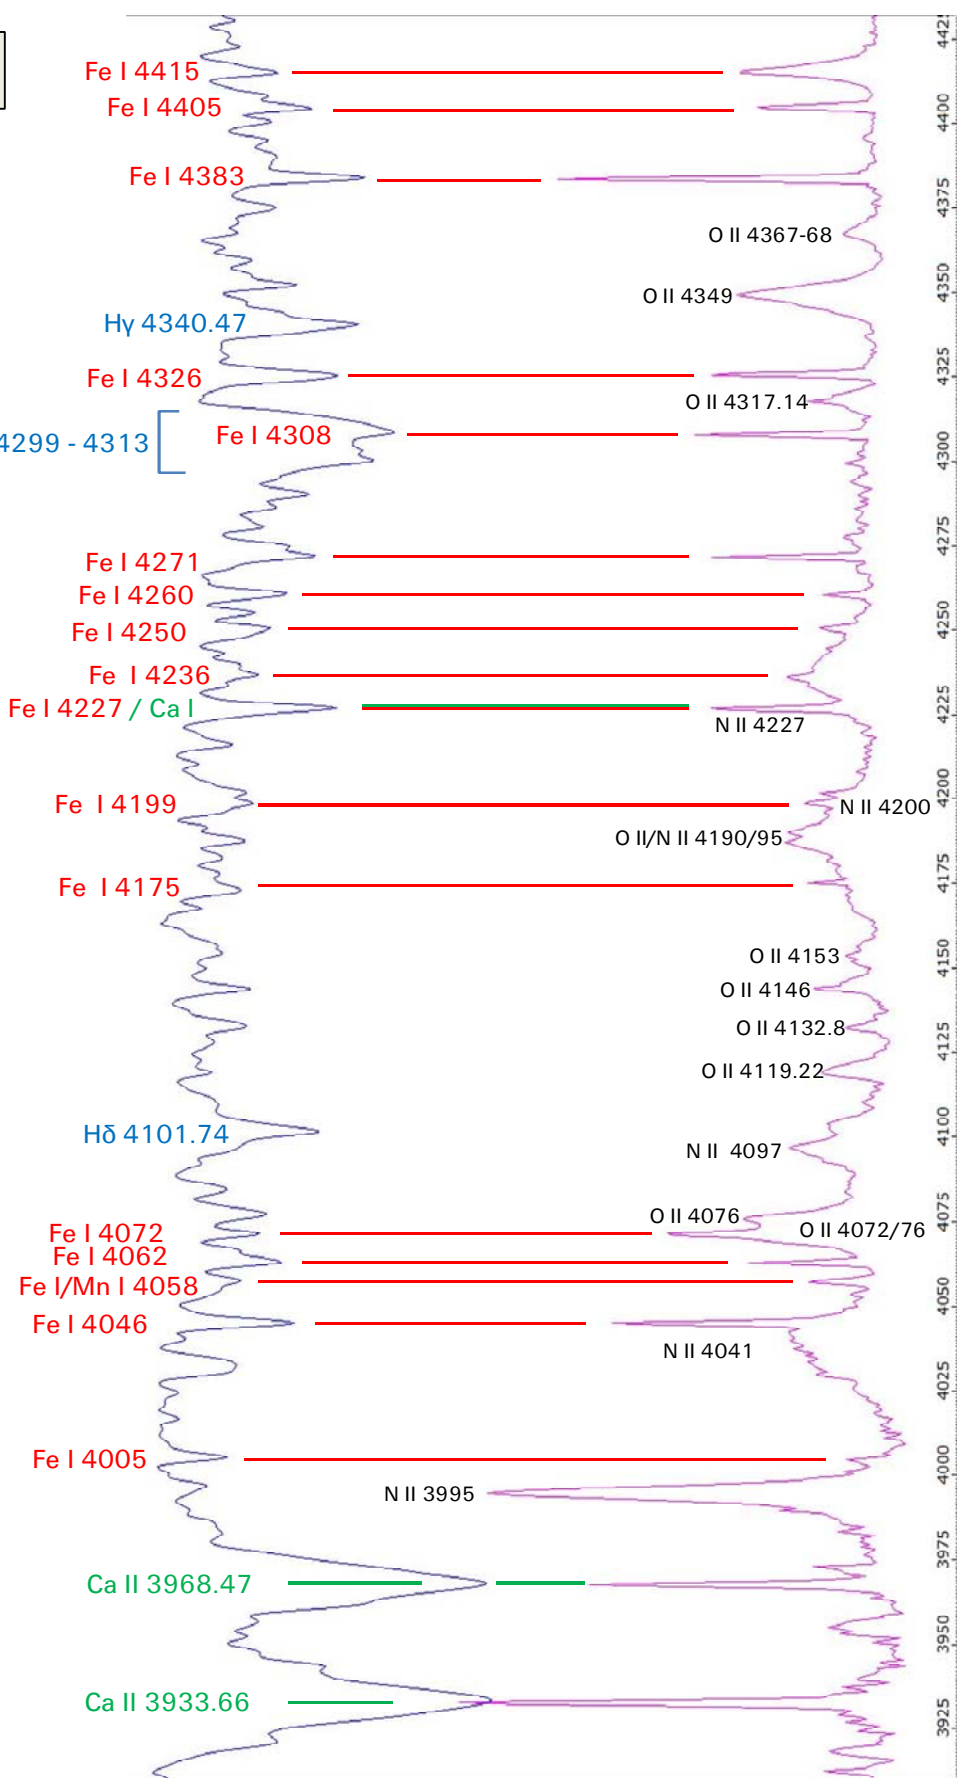 4425
Fe I 4415
Fe I 4405
4400
Fe I 4383
4375
O II 4367-68
O II 4349
4350
Hγ 4340.47
Fe I 4326
4325
O II 4317.14
4299 - 4313
Fe I 4308
4300
Fe I 4271
4275
Fe I 4260
Fe I 4250
4250
Fe I 4236
Fe I 4227 / Ca I
N II 4227
4225
Fe I 4199
4200
N II 4200
O II/N II 4190/95
Fe I 4175
4175
O II 4153
4150
O II 4146
O II 4132.8
4125
O II 4119.22
Hδ 4101.74
4100
N II 4097
O II 4076
4075
Fe I 4072
O II 4072/76
Fe I 4062
Fe I/Mn I 4058
4050
Fe I 4046
N II 4041
4025
Fe I 4005
4000
N II 3995
3975
Ca II 3968.47
3950
Ca II 3933.66
3925